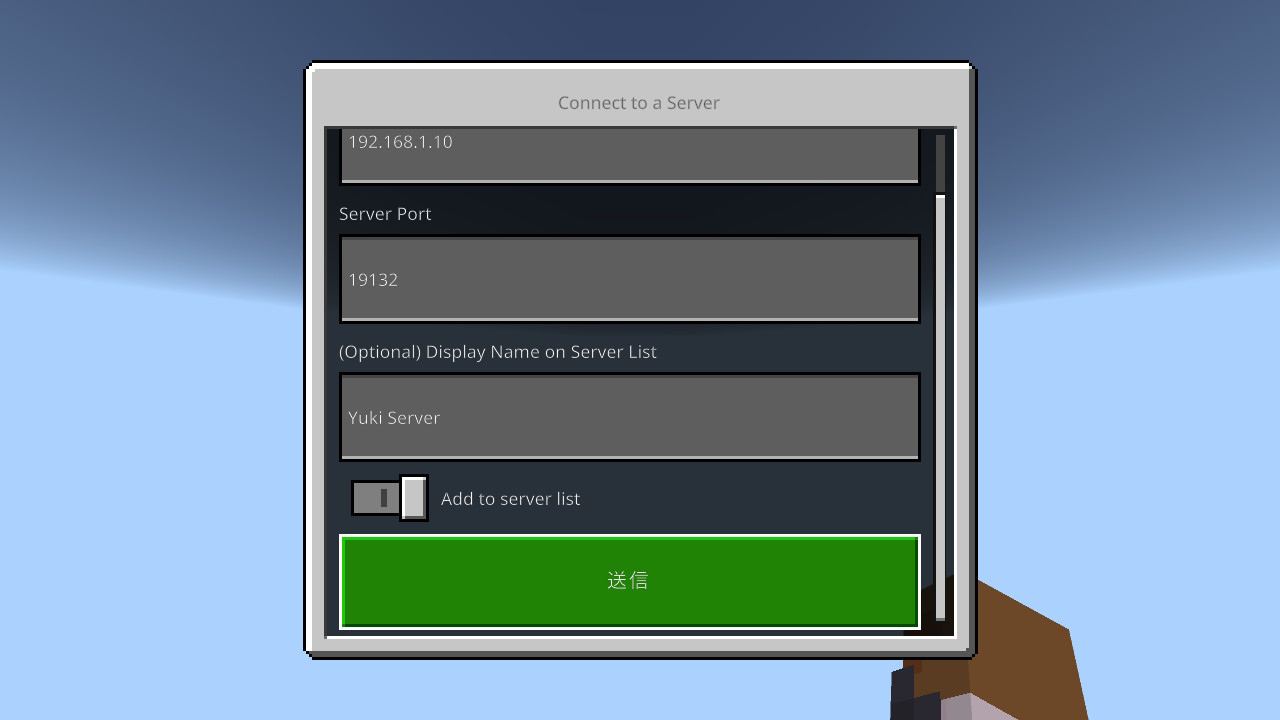 Connect to a Server
192.168.1.10
Server Port
19132
(Optional) Display Name on Server List
Yuki Server
Add to server list
送信